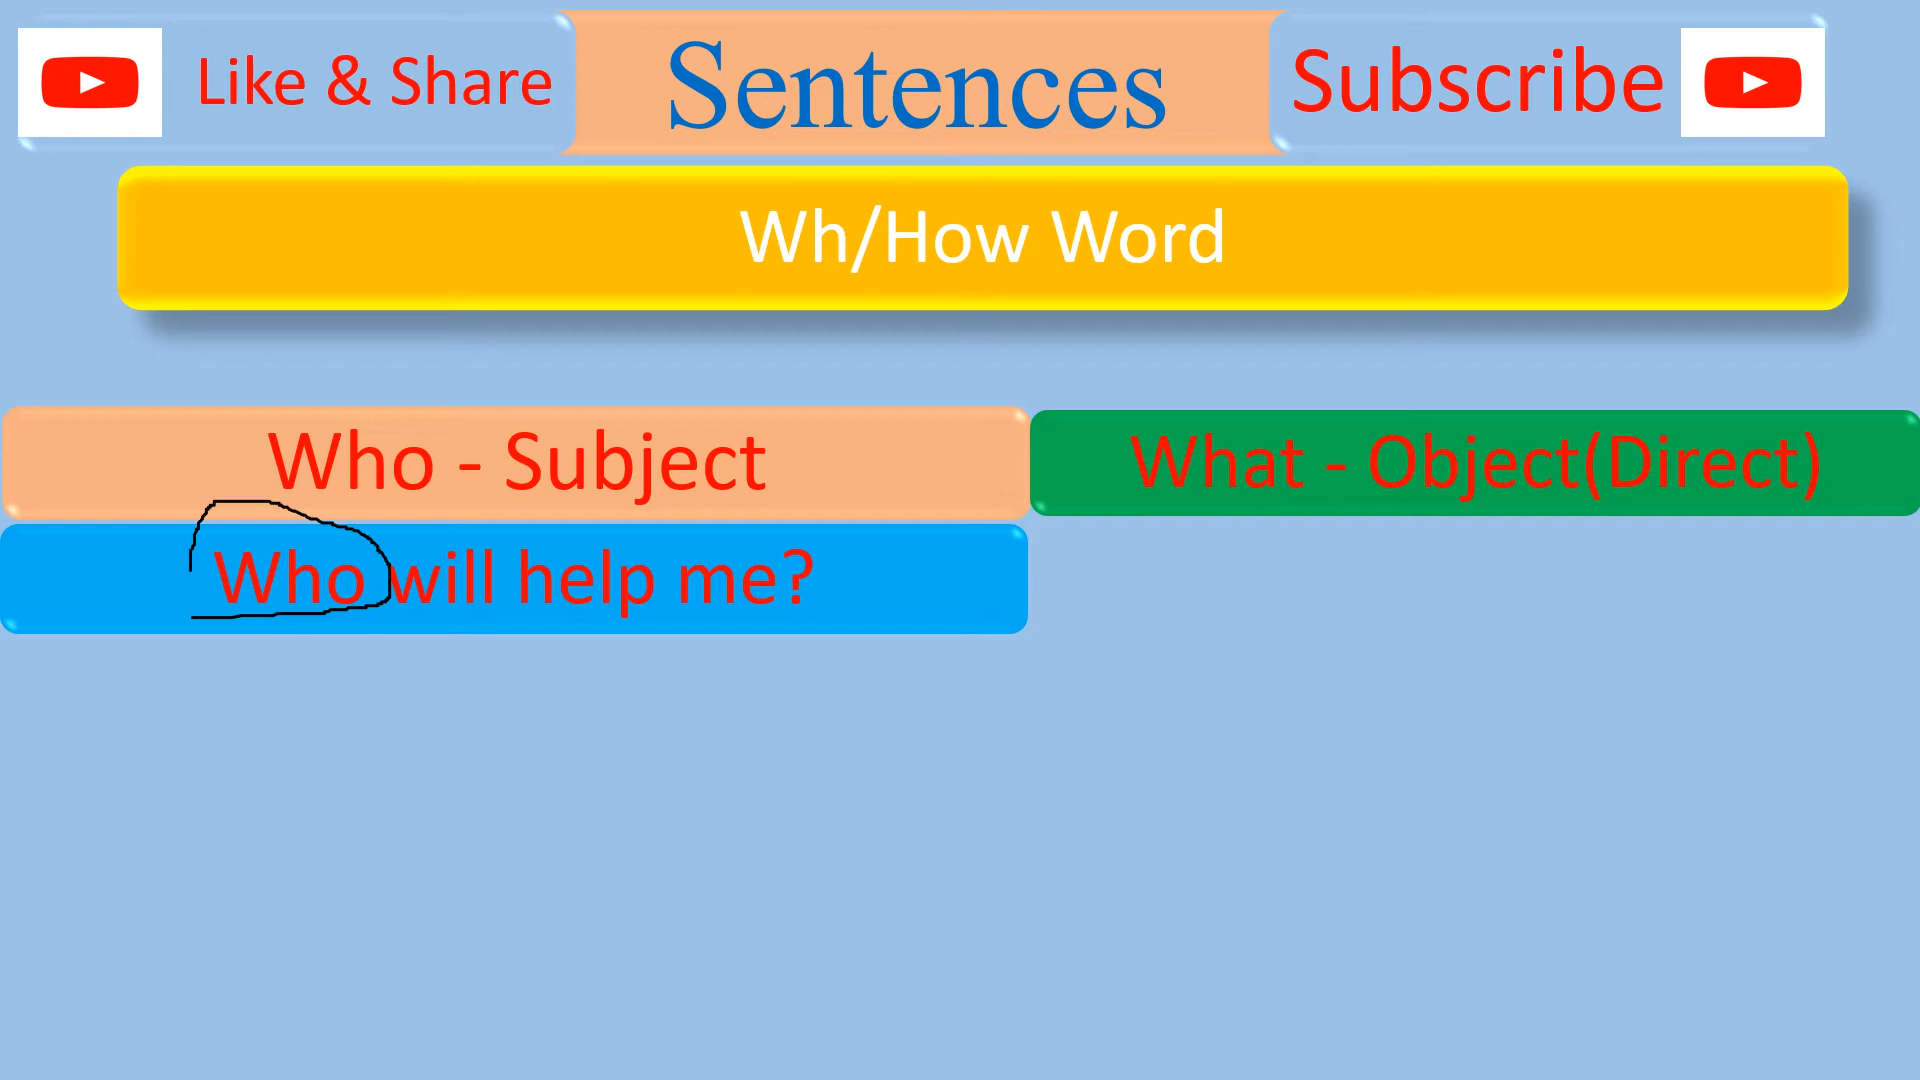 Like & Share
Sentences
Subscribe
Wh/How Word
Who - Subject
What - Object(Direct)
Who will help me?